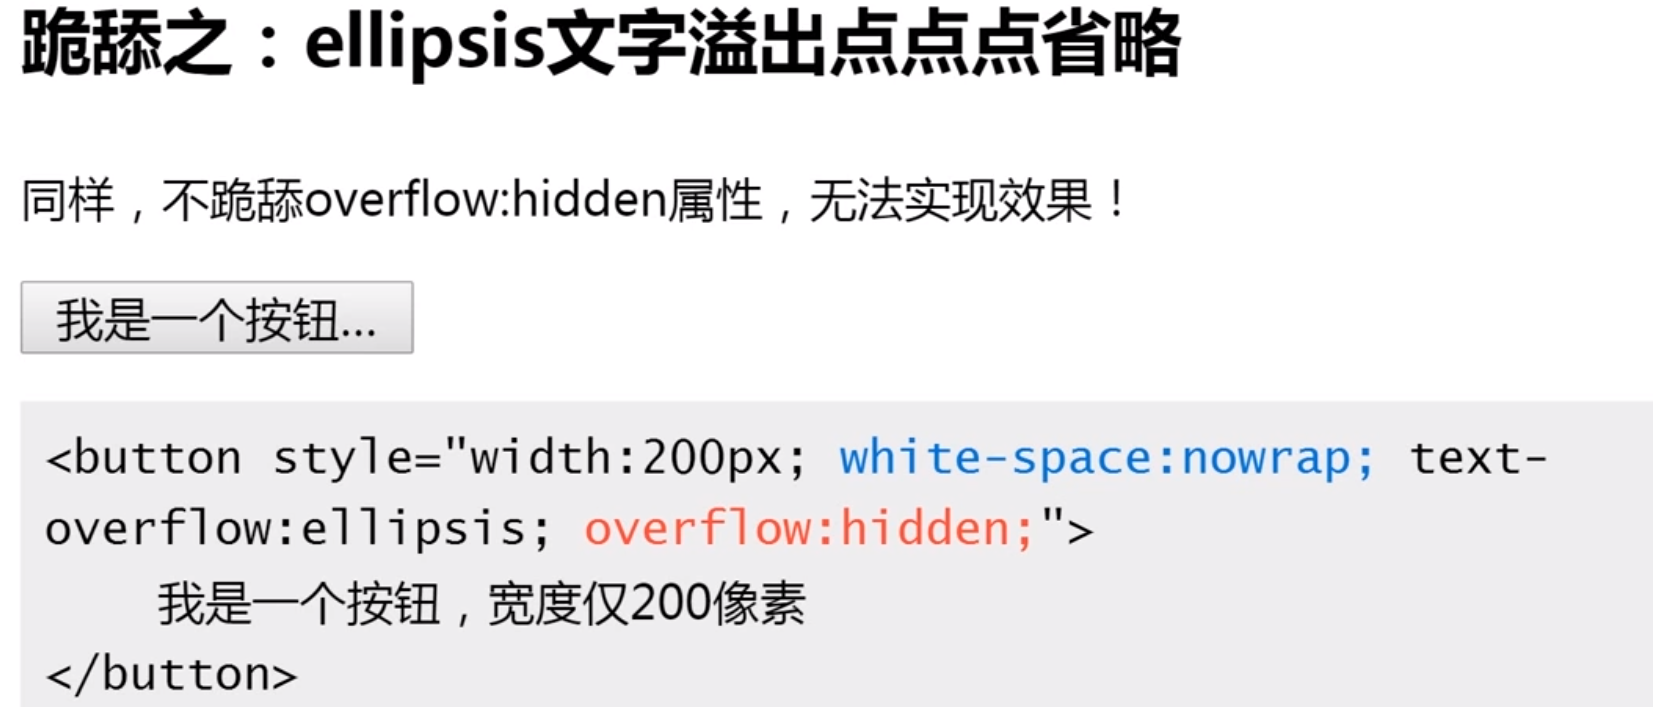 跪舔之：ellipsis文字溢出点点点省略
同样，不跪舔overflow:hidden属性，无法实现效果！
我是一个按钮...
<button style="width:200px; white-space:nowrap; text-
overflow:ellipsis; overflow:hidden;">
我是一个按钮，宽度仅200像素
</button>